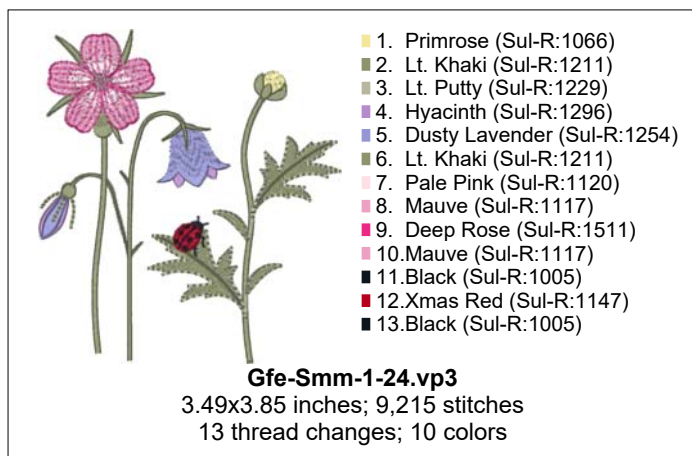 1. Primrose (Sul-R:1066)
2. Lt. Khaki (Sul-R:1211)
3. Lt. Putty (Sul-R:1229)
4. Hyacinth (Sul-R:1296)
5. Dusty Lavender (Sul-R:1254)
6. Lt. Khaki (Sul-R:1211)
7. Pale Pink (Sul-R:1120)
8. Mauve (Sul-R:1117)
9. Deep Rose (Sul-R:1511)
10.Mauve (Sul-R:1117)
11.Black (Sul-R:1005)
12.Xmas Red (Sul-R:1147)
13.Black (Sul-R:1005)
Gfe-Smm-1-24.vp3
3.49x3.85 inches; 9,215 stitches
13 thread changes; 10 colors